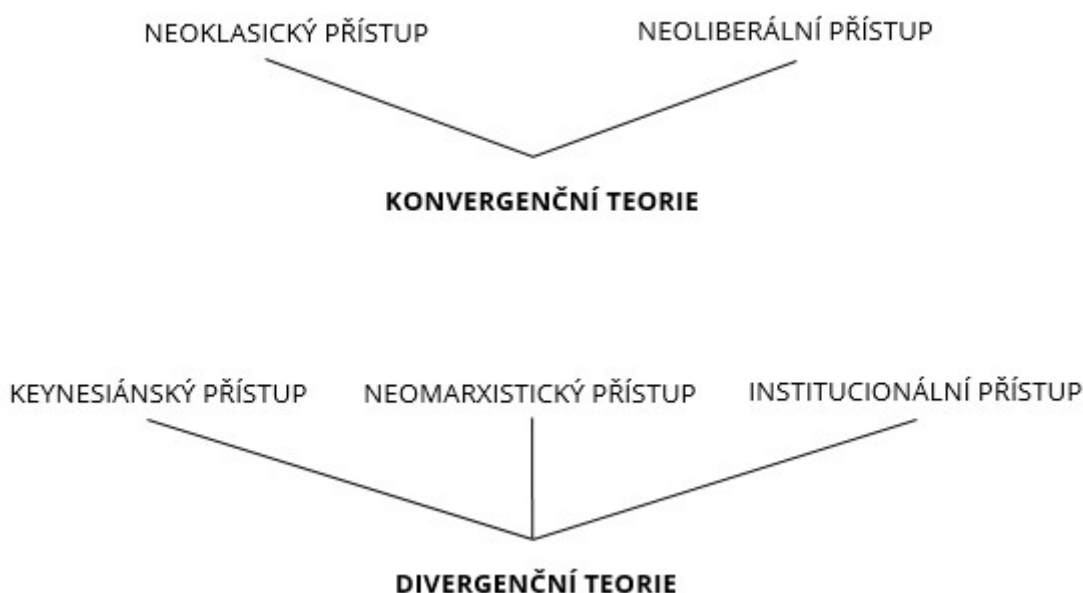 NEOKLASICKÝ PŘÍSTUP
NEOLIBERÁLNÍ PŘÍSTUP
KONVERGENČNÍ TEORIE
KEYNESIÁNSKÝ PŘÍSTUP
NEOMARXISTICKÝ PŘÍSTUP
INSTITUCIONÁLNÍ PŘÍSTUP
DIVERGENČNÍ TEORIE